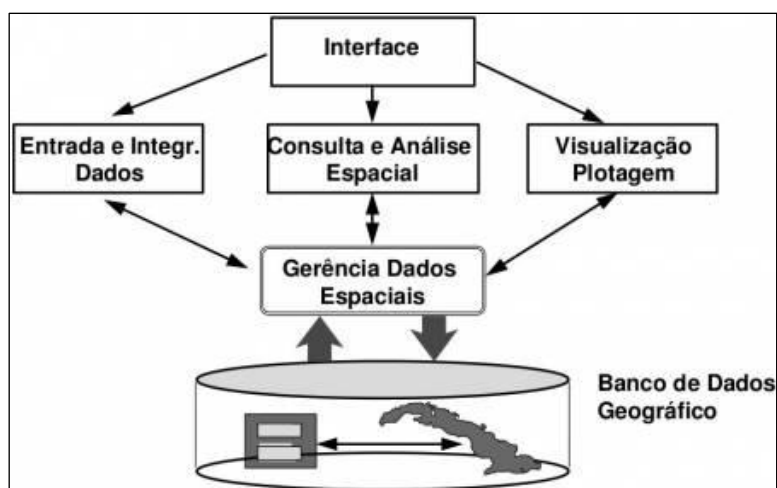 Interface
Entrada e Integr.
Dados
Consulta e Análise
Espacial
Visualização
Plotagem
Gerência Dados
Espaciais
Banco de Dados
Geográfico